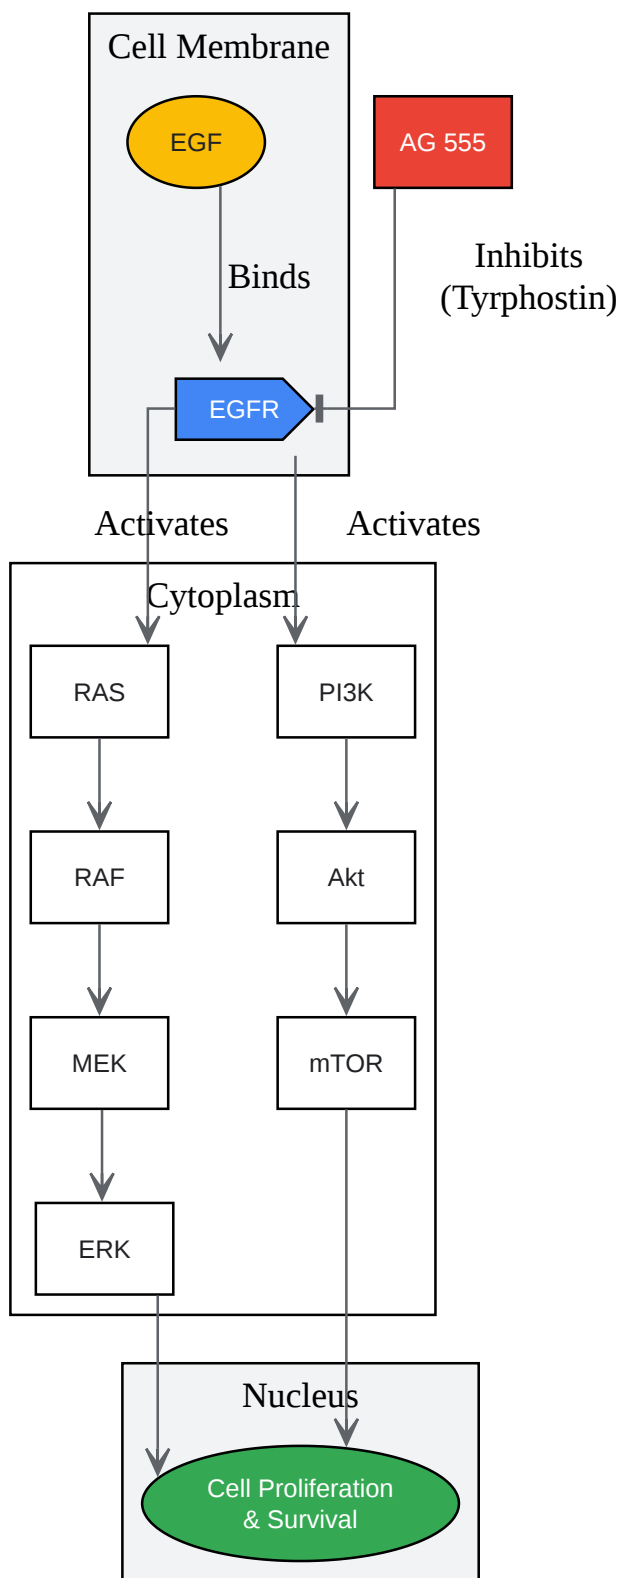 Cell Membrane
EGF
AG 555
Inhibits
(Tyrphostin)
Binds
EGFR
Activates
Activates
Cytoplasm
RAS
PI3K
RAF
Akt
MEK
mTOR
ERK
Nucleus
Cell Proliferation
& Survival